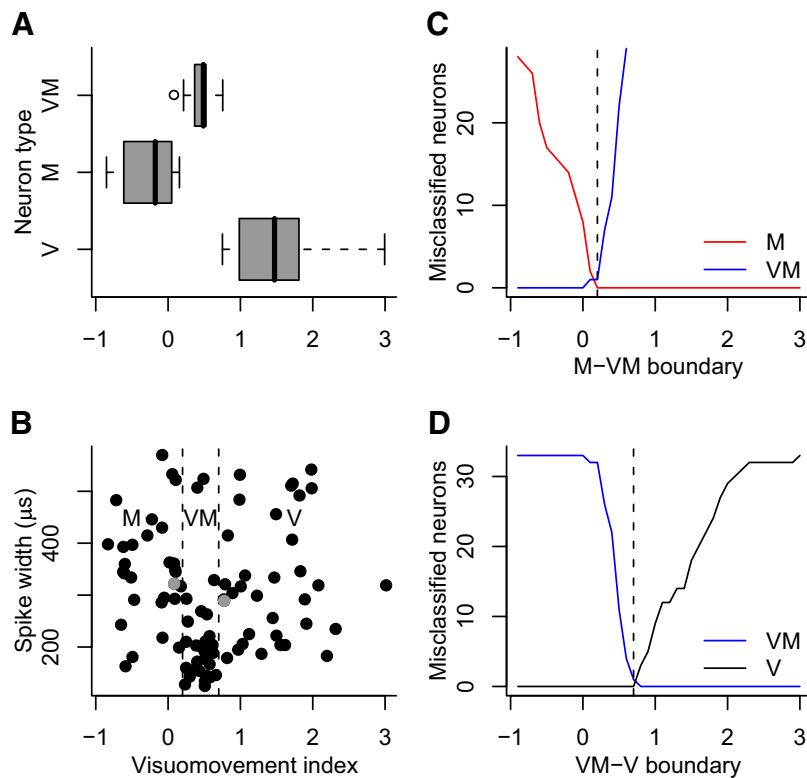 A
Neuron type
VM
M
V
−1 0 1 2 3
C
Misclassified neurons
20
10
0
M
VM
−1 0 1 2 3
M−VM boundary
B
Spike width (μs)
400
200
M VM V
−1 0 1 2 3
Visuomovement index
D
Misclassified neurons
30
20
10
0
VM
V
−1 0 1 2 3
VM−V boundary